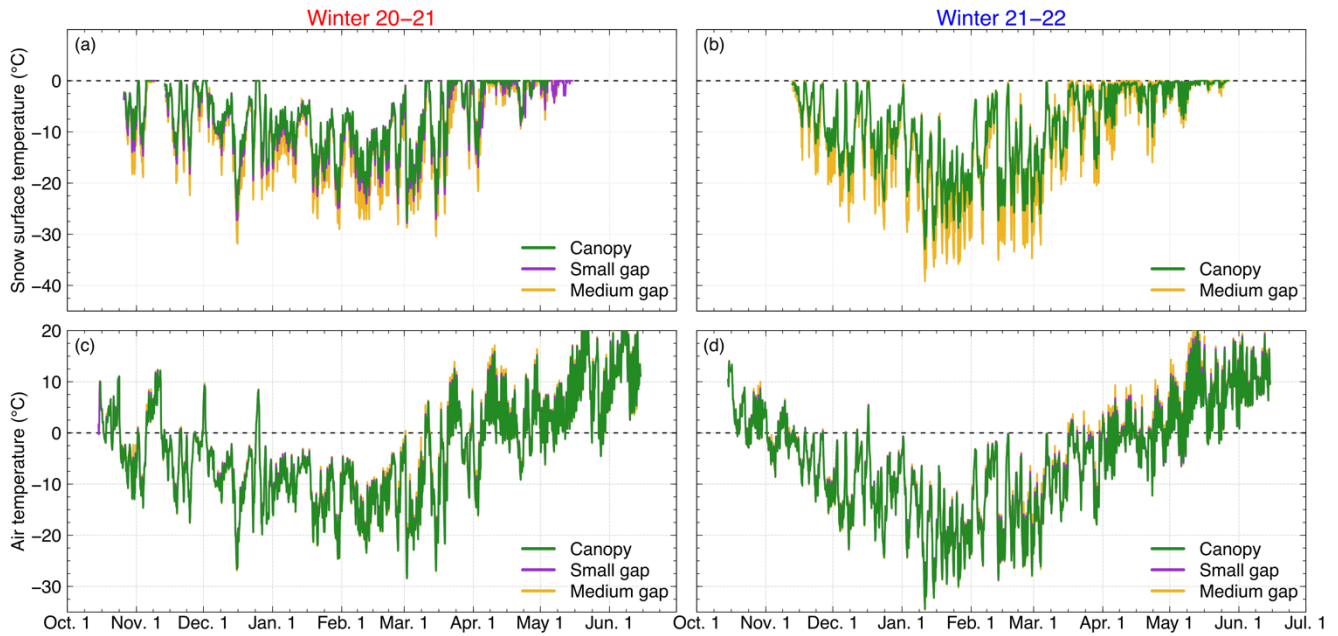 Winter 20−21
Winter 21−22
(a)
(b)
Snow surface temperature (°C)
0
−10
−20
−30
−40
Canopy
Small gap
Medium gap
Canopy
Medium gap
(c)
(d)
Air temperature (°C)
20
10
0
−10
−20
−30
Canopy
Small gap
Medium gap
Canopy
Small gap
Medium gap
Oct. 1 Nov. 1 Dec. 1 Jan. 1 Feb. 1 Mar. 1 Apr. 1 May 1 Jun. 1 Oct. 1 Nov. 1 Dec. 1 Jan. 1 Feb. 1 Mar. 1 Apr. 1 May 1 Jun. 1 Jul. 1